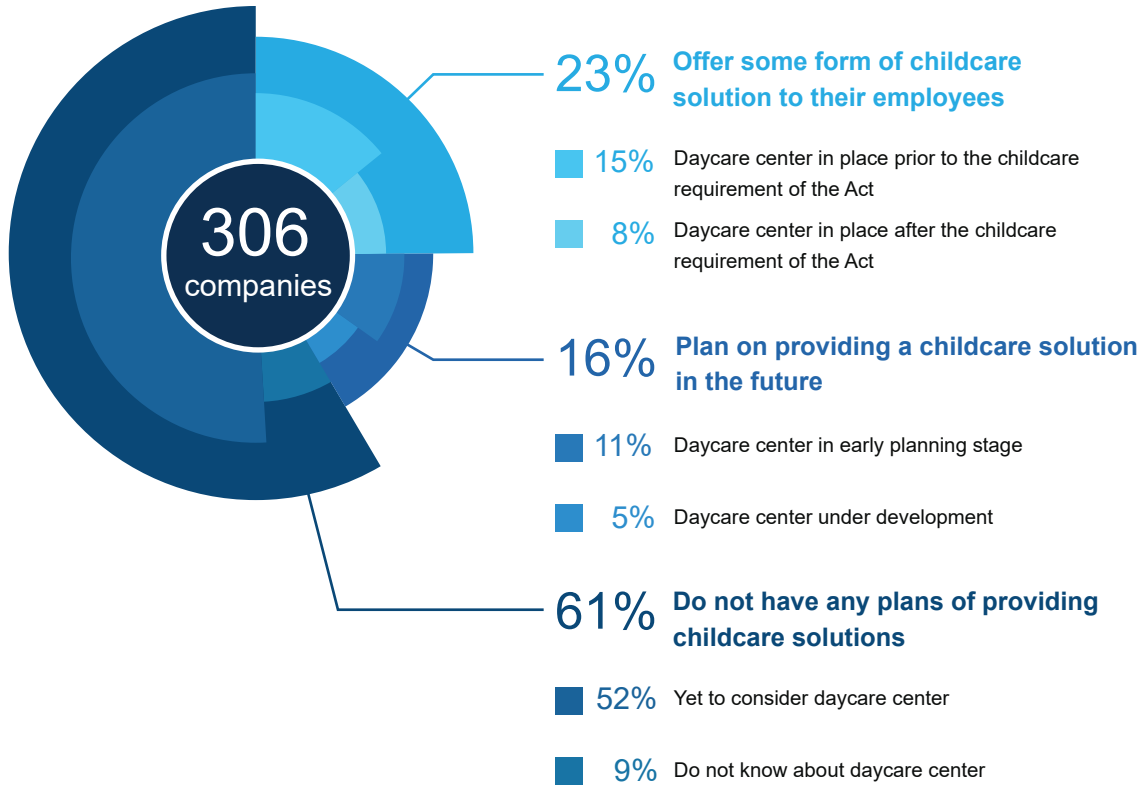 306
companies
23%
Offer some form of childcare
solution to their employees
15%
Daycare center in place prior to the childcare
requirement of the Act
8%
Daycare center in place after the childcare
requirement of the Act
16%
Plan on providing a childcare solution
in the future
11%
Daycare center in early planning stage
5%
Daycare center under development
61%
Do not have any plans of providing
childcare solutions
52%
Yet to consider daycare center
9%
Do not know about daycare center